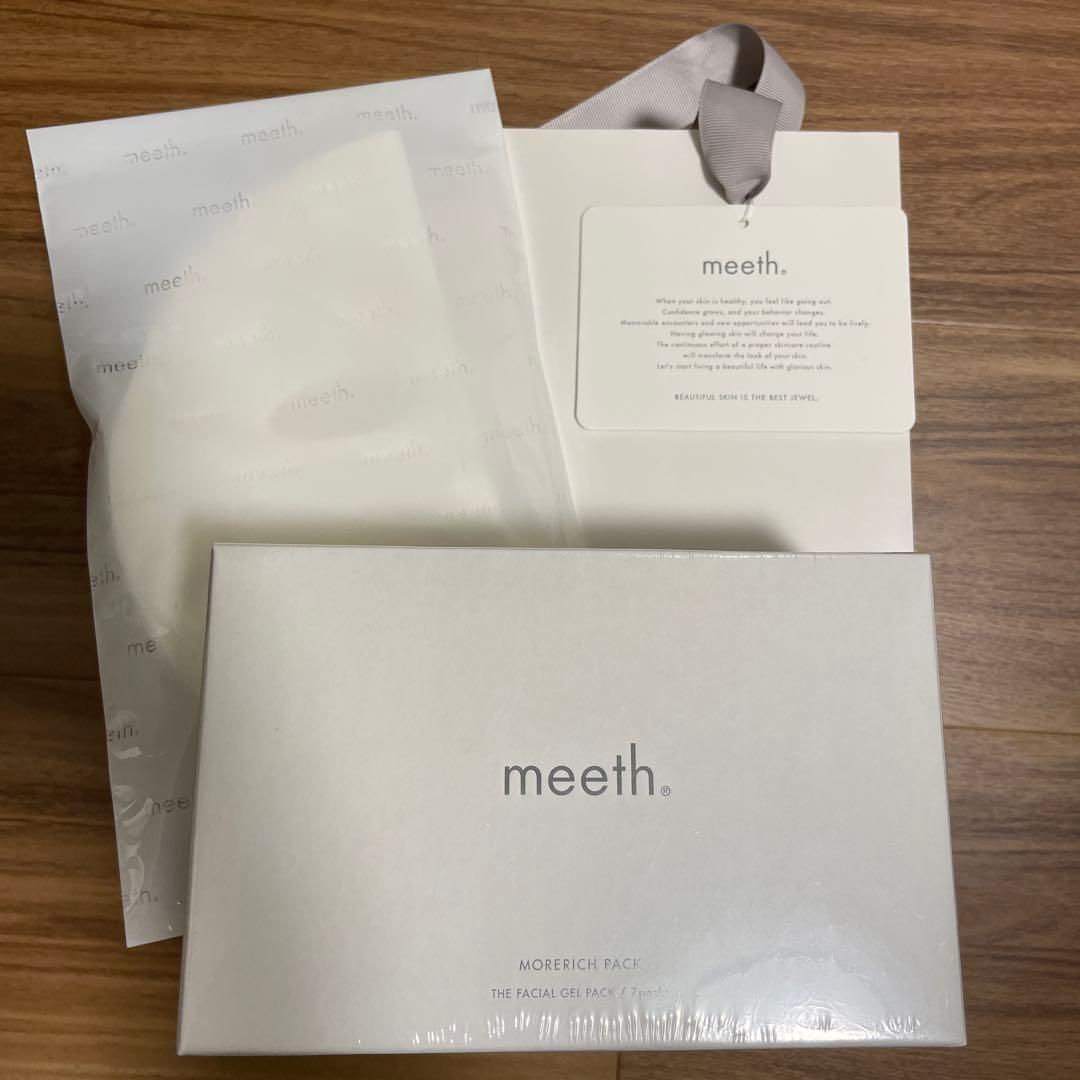 meeth.
meeth.
meeth.
meeth.
meeth.
meeth.
meeth.
meeth.
When your skin is healthy, you feel like going out.
Confidence grows, and your behavior changes.
Memorable encounters and new opportunities will lead you to be lively.
Having glowing skin will change your life.
The continuous effort of a proper skincare routine
will transform the look of your skin.
Let's start living a beautiful life with glorious skin.
BEAUTIFUL SKIN IS THE BEST JEWEL.
meeth.®
MORERICH PACK
THE FACIAL GEL PACK / 7packs